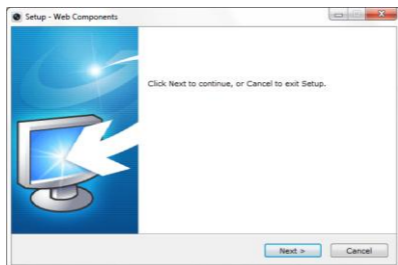 Setup - Web Components
Click Next to continue, or Cancel to exit Setup.
Next >
Cancel